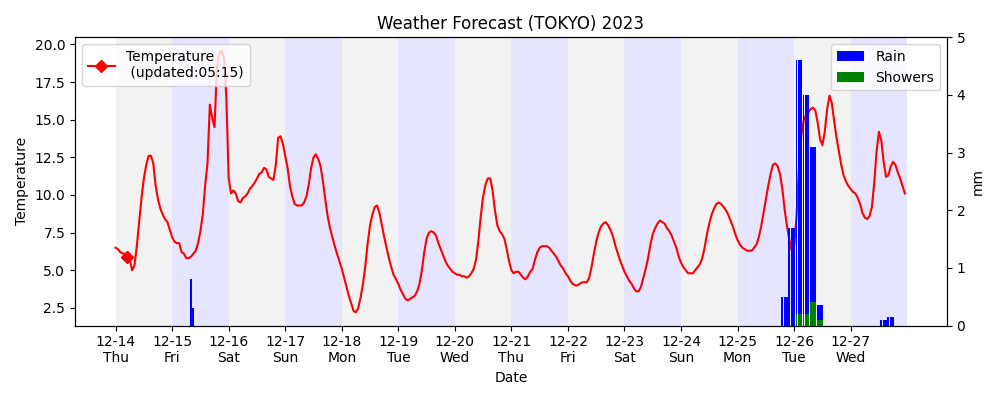 Weather Forecast (TOKYO) 2023
Temperature
(updated:05:15)
Rain
Showers
20.0
17.5
15.0
12.5
10.0
7.5
5.0
2.5
Temperature
5
4
3
2
1
0
mm
12-14 12-15 12-16 12-17 12-18 12-19 12-20 12-21 12-22 12-23 12-24 12-25 12-26 12-27
Thu Fri Sat Sun Mon Tue Wed Thu Fri Sat Sun Mon Tue Wed
Date